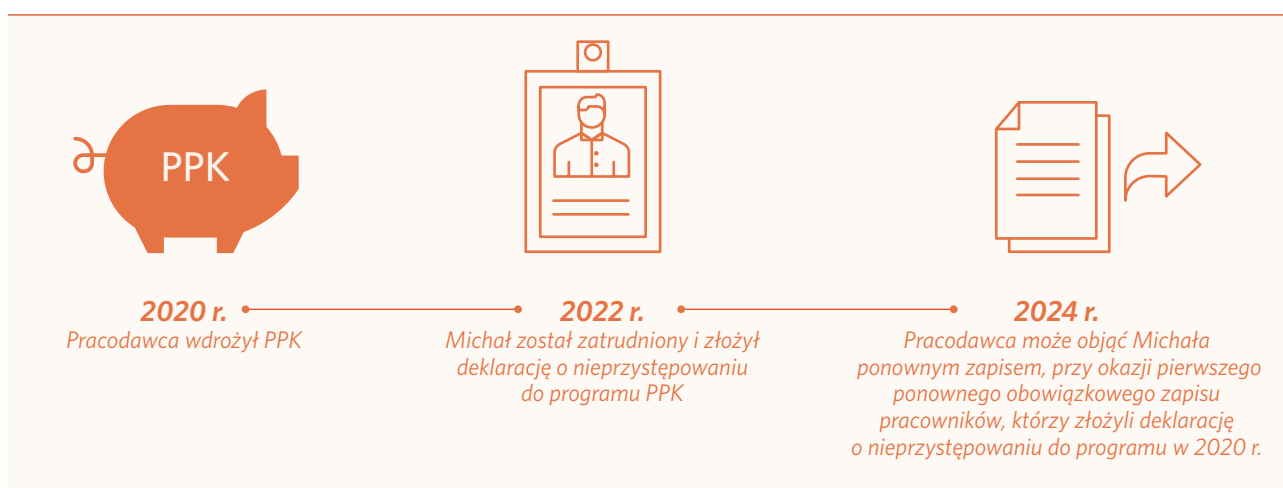 PPK
2020 r.
Pracodawca wdrożył PPK
2022 r.
Michał został zatrudniony i złożył
deklarację o nieprzystępowaniu
do programu PPK
2024 r.
Pracodawca może objąć Michała
ponownym zapisem, przy okazji pierwszego
ponownego obowiązkowego zapisu
pracowników, którzy złożyli deklarację
o nieprzystępowaniu do programu w 2020 r.